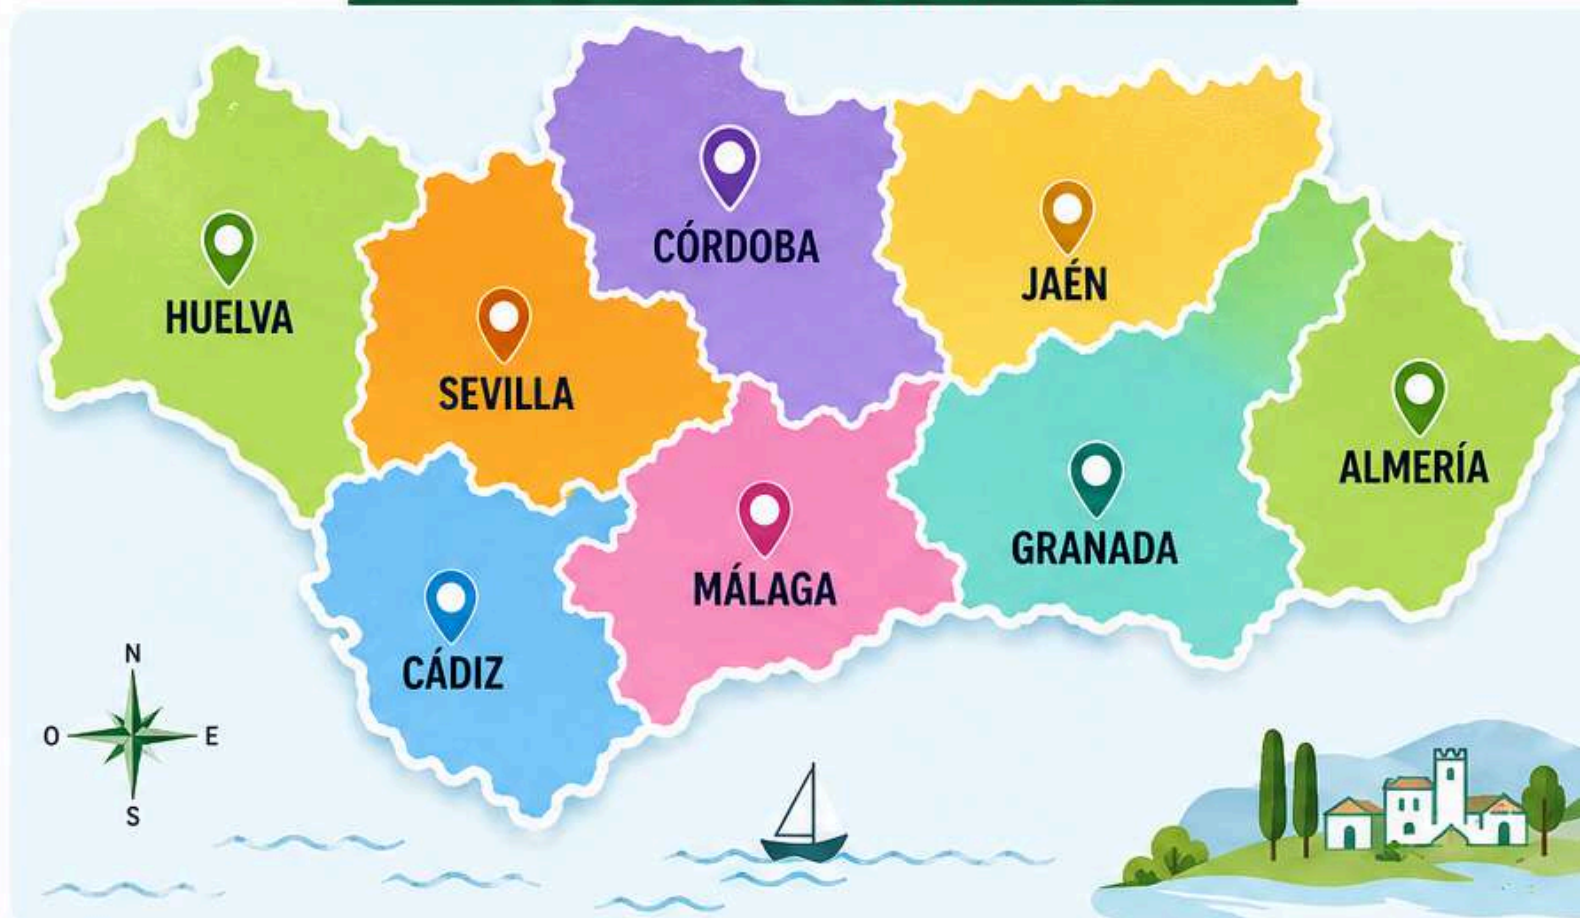 CÓRDOBA
JAÉN
HUELVA
SEVILLA
ALMERÍA
GRANADA
MÁLAGA
CÁDIZ
N
O E
S